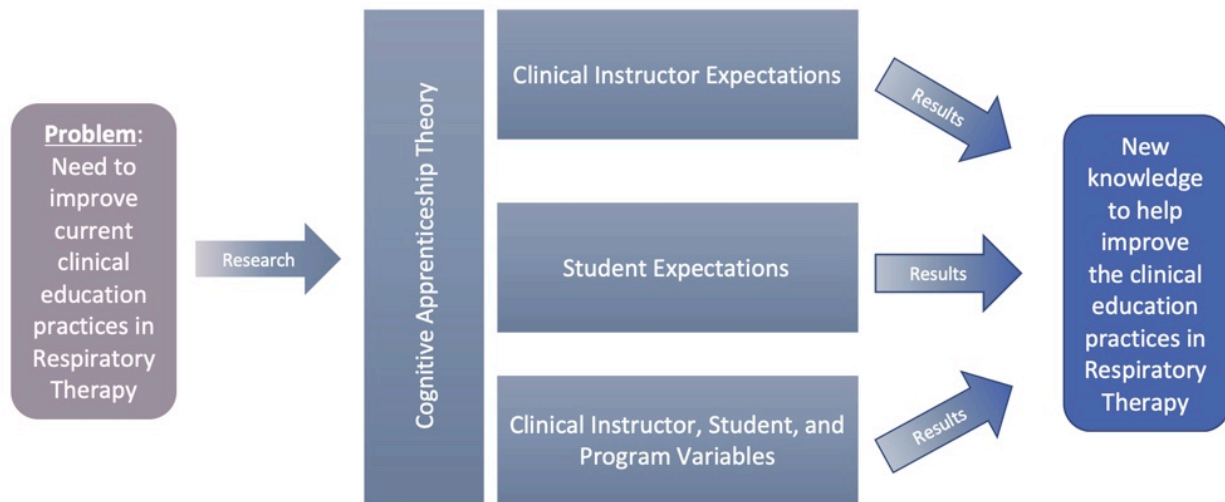 Problem:
Need to
improve
current
clinical
education
practices in
Respiratory
Therapy
Research
Cognitive Apprenticeship Theory
Clinical Instructor Expectations
Student Expectations
Clinical Instructor, Student, and
Program Variables
Results
Results
Results
New
knowledge
to help
improve
the clinical
education
practices in
Respiratory
Therapy